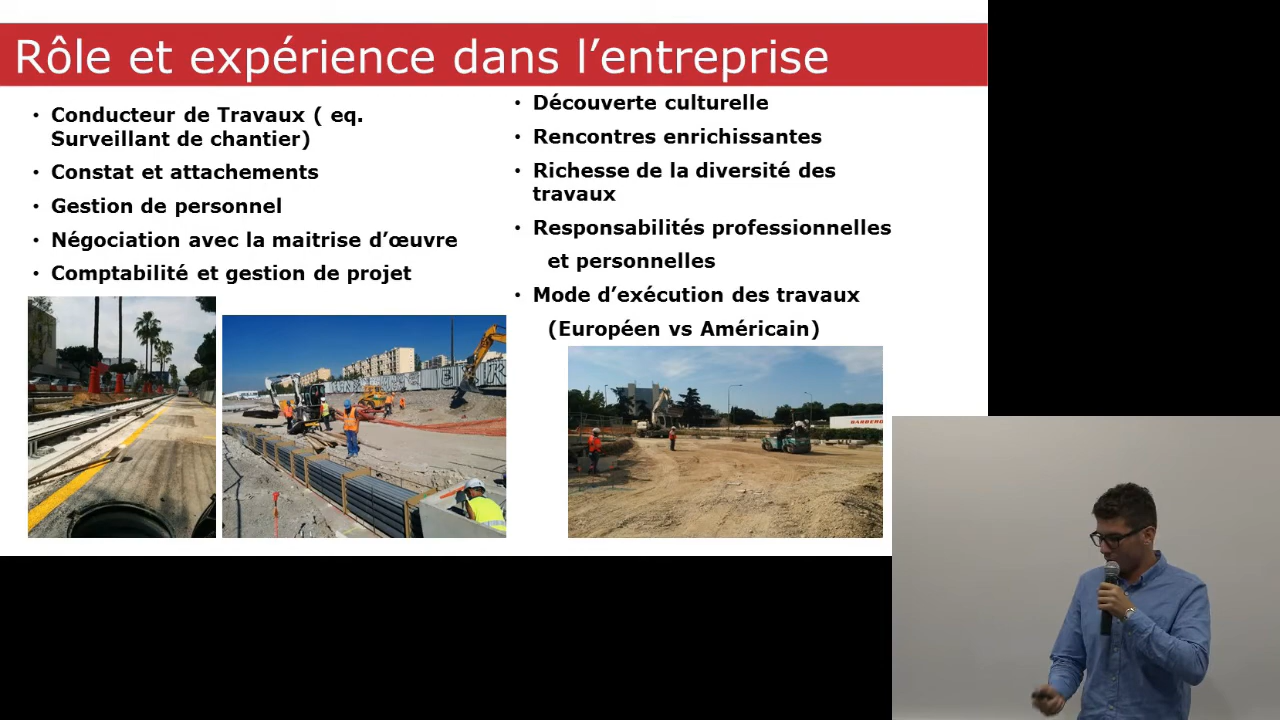 Rôle et expérience dans l’entreprise
• Conducteur de Travaux ( eq.
Surveillant de chantier)
• Constat et attachements
• Gestion de personnel
• Négociation avec la maitrise d’œuvre
• Comptabilité et gestion de projet
• Découverte culturelle
• Rencontres enrichissantes
• Richesse de la diversité des
travaux
• Responsabilités professionnelles
et personnelles
• Mode d’exécution des travaux
(Européen vs Américain)